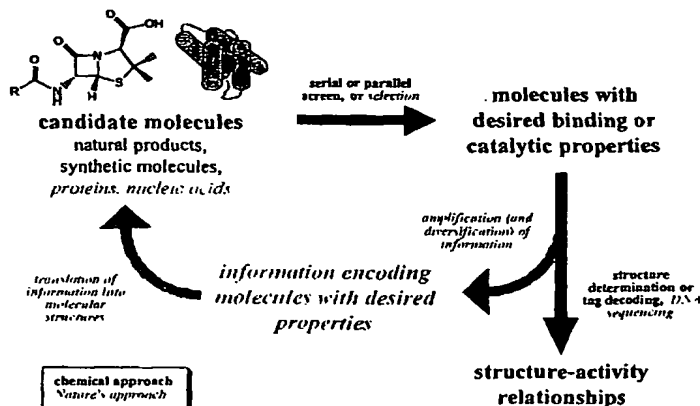 O
OH
O
N
R
N
H
H
S
serial or parallel
screen, or selection
candidate molecules
natural products,
synthetic molecules,
proteins, nucleic acids
molecules with
desired binding or
catalytic properties
amplification (and
diversification) of
information
translation of
information into
molecular
structures
information encoding
molecules with desired
properties
structure
determination or
tag decoding, DNA
sequencing
chemical approach
Nature's approach
structure-activity
relationships